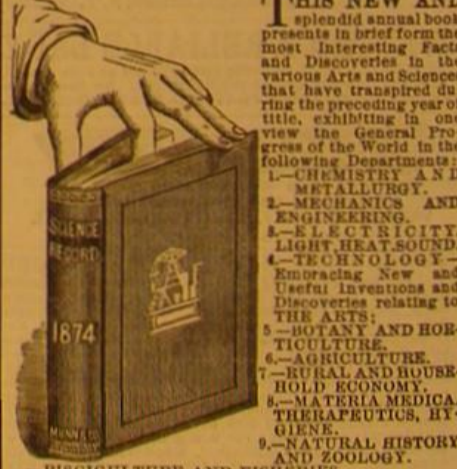 THIS NEW AND
splendid annual book
presents in brief form the
most Interesting Facts
and Discoveries in the
various Arts and Sciences
that have transpired du
ring the preceding year of
title, exhibiting in one
view the General Pro
gress of the World in the
following Departments:
1.—CHEMISTRY AND
METALLURGY.
2.—MECHANICS AND
ENGINEERING.
3.—ELECTRICITY,
LIGHT, HEAT, SOUND.
4.—TECHNOLOGY—
Embracing New and
Useful Inventions and
Discoveries relating to
THE ARTS;
5—BOTANY AND HOR
TICULTURE.
6.—AGRICULTURE.
7—RURAL AND HOUSE
HOLD ECONOMY.
8.—MATERIA MEDICA,
THERAPEUTICS, HY
GIENE.
9.—NATURAL HISTORY
AND ZOOLOGY.
PISCICULTURE AND FISHERIES
SCIENCE
RECORD
1874
MUNN & CO